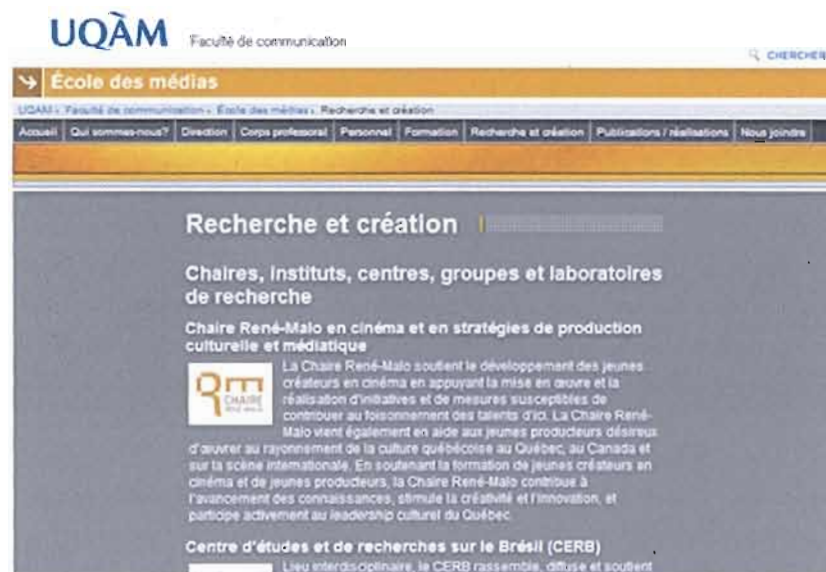 UQÀM Faculté de communication
CHERCHER
École des médias
UQAM › Faculté de communication › École des médias › Recherche et création
Accueil Qui sommes-nous? Direction Corps professoral Personnel Formation Recherche et création Publications / réalisations Nous joindre
Recherche et création
Chaires, instituts, centres, groupes et laboratoires
de recherche
Chaire René-Malo en cinéma et en stratégies de production
culturelle et médiatique
CHAIRE
RENÉ-MALO
La Chaire René-Malo soutient le développement des jeunes
créateurs en cinéma en appuyant la mise en œuvre et la
réalisation d'initiatives et de mesures susceptibles de
contribuer au foisonnement des talents d'ici. La Chaire René-
Malo vient également en aide aux jeunes producteurs désireux
d'œuvrer au rayonnement de la culture québécoise au Québec, au Canada et
sur la scène internationale. En soutenant la formation de jeunes créateurs en
cinéma et de jeunes producteurs, la Chaire René-Malo contribue à
l'avancement des connaissances, stimule la créativité et l'innovation, et
participe activement au leadership culturel du Québec.
Centre d'études et de recherches sur le Brésil (CERB)
Lieu interdisciplinaire, le CERB rassemble, diffuse et soutient